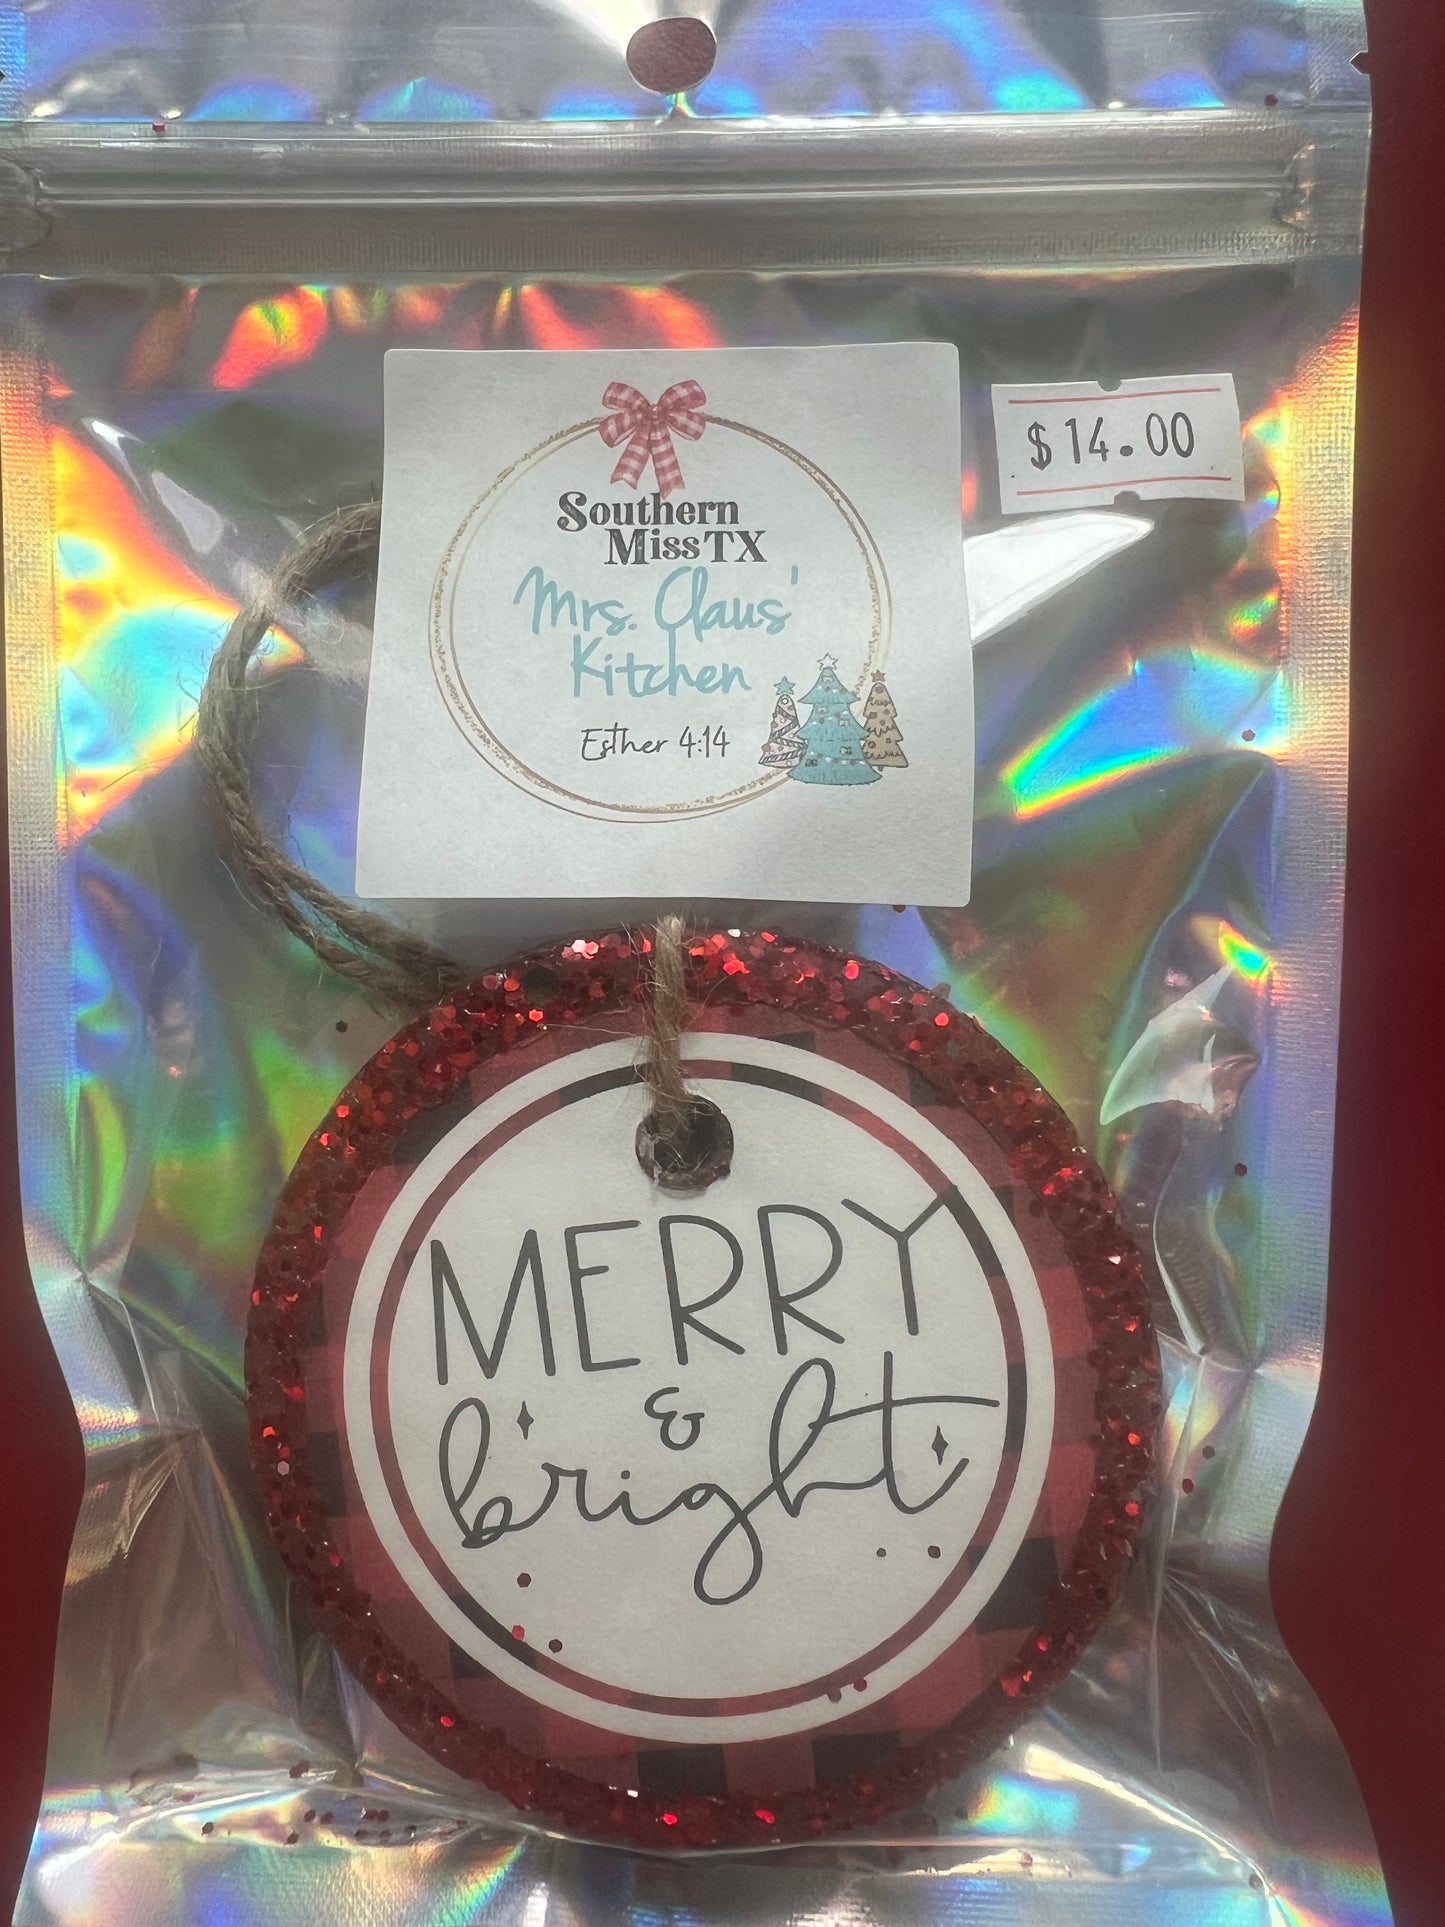 $14.00
Southern
Miss TX
Mrs. Claus'
Kitchen
Esther 4:14
MERRY
&
bright